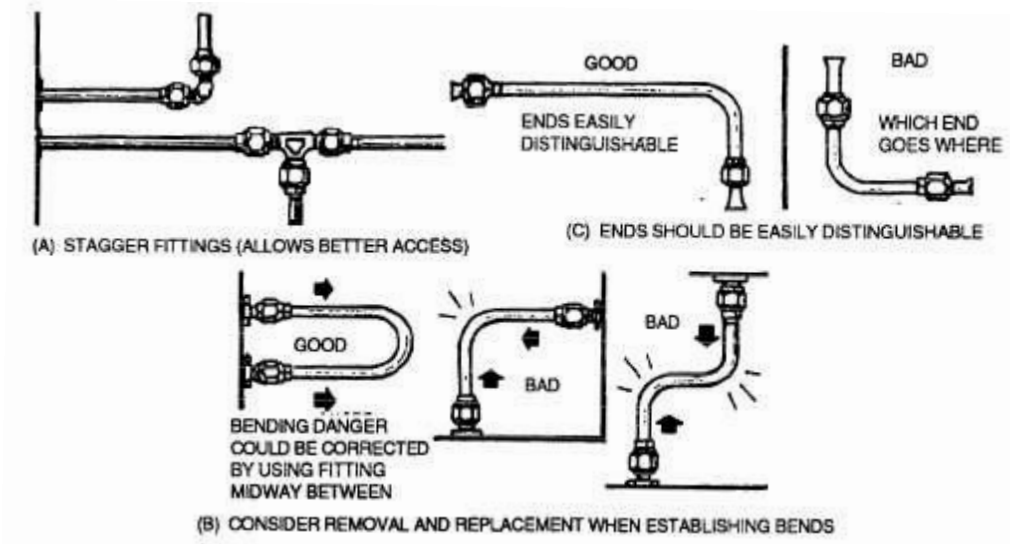 GOOD
BAD
ENDS EASILY
DISTINGUISHABLE
WHICH END
GOES WHERE
(A) STAGGER FITTINGS (ALLOWS BETTER ACCESS)
(C) ENDS SHOULD BE EASILY DISTINGUISHABLE
GOOD
BAD
BAD
BENDING DANGER
COULD BE CORRECTED
BY USING FITTING
MIDWAY BETWEEN
(B) CONSIDER REMOVAL AND REPLACEMENT WHEN ESTABLISHING BENDS